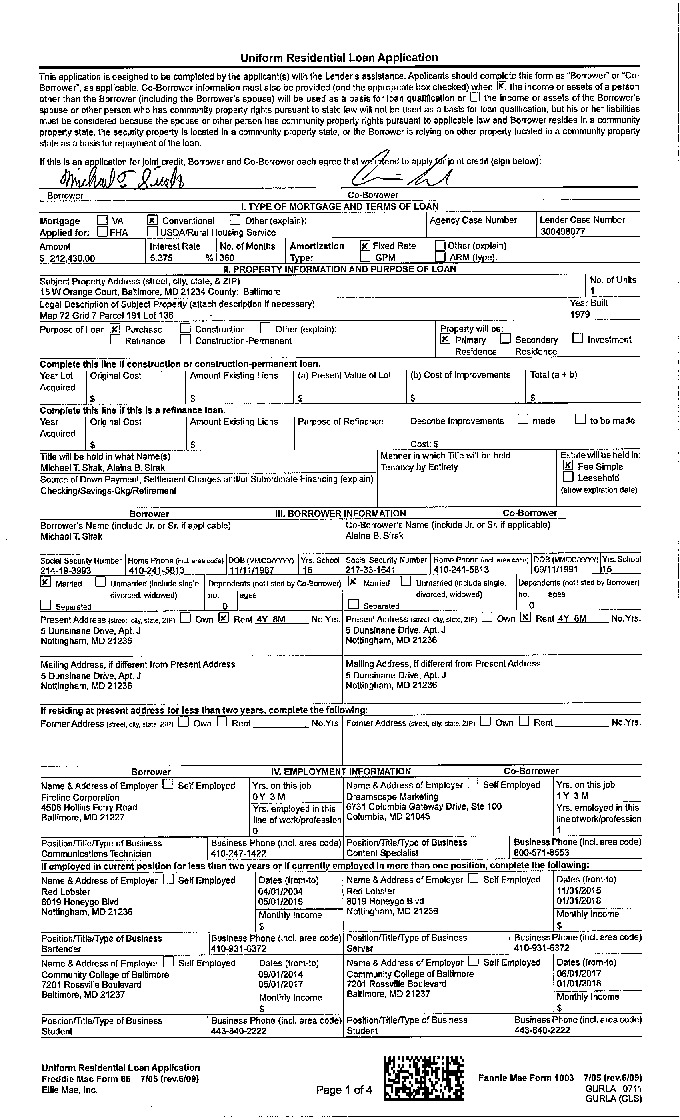 Uniform Residential Loan Application
This application is designed to be completed by the applicant(s) with the Lender's assistance. Applicants should complete this form as "Borrower" or "Co-
Borrower", as applicable. Co-Borrower information must also be provided (and the appropriate box checked) when the income or assets of a person
other than the Borrower (including the Borrower's spouse) will be used as a basis for loan qualification or the income or assets of the Borrower's
spouse or other person who has community property rights pursuant to state law will not be used as a basis for loan qualification, but his or her liabilities
must be considered because the spouse or other person has community property rights pursuant to applicable law and Borrower resides in a community
property state, the security property is located in a community property state, or the Borrower is relying on other property located in a community property
state as a basis for repayment of the loan.
If this is an application for joint credit, Borrower and Co-Borrower each agree that we intend to apply for joint credit (sign below):
Borrower Co-Borrower
I. TYPE OF MORTGAGE AND TERMS OF LOAN
Mortgage VA Conventional Other (explain): Agency Case Number Lender Case Number
Applied for: FHA USDA/Rural Housing Service 300498077
Amount Interest Rate No. of Months Amortization Fixed Rate Other (explain)
$ 212,430.00 5.375 % 360 Type: GPM ARM (type):
II. PROPERTY INFORMATION AND PURPOSE OF LOAN
Subject Property Address (street, city, state, & ZIP) No. of Units
15 W Orange Court, Baltimore, MD 21234 County: Baltimore 1
Legal Description of Subject Property (attach description if necessary) Year Built
Map 72 Grid 7 Parcel 191 Lot 136 1979
Purpose of Loan Purchase Construction Other (explain): Property will be:
Refinance Construction-Permanent Primary Residence Secondary Residence Investment
Complete this line if construction or construction-permanent loan.
Year Lot Acquired Original Cost Amount Existing Liens (a) Present Value of Lot (b) Cost of Improvements Total (a + b)
$ $ $ $ $
Complete this line if this is a refinance loan.
Year Acquired Original Cost Amount Existing Liens Purpose of Refinance Describe Improvements made to be made
$ $ Cost: $
Title will be held in what Name(s) Manner in which Title will be held Estate will be held in:
Michael T. Sirak, Alaina B. Sirak Tenancy by Entirety Fee Simple
Source of Down Payment, Settlement Charges and/or Subordinate Financing (explain) Leasehold
Checking/Savings-Ckg/Retirement (show expiration date)
Borrower III. BORROWER INFORMATION Co-Borrower
Borrower's Name (include Jr. or Sr. if applicable) Co-Borrower's Name (include Jr. or Sr. if applicable)
Michael T. Sirak Alaina B. Sirak
Social Security Number Home Phone (incl. area code) DOB (MM/DD/YYYY) Yrs. School Social Security Number Home Phone (incl. area code) DOB (MM/DD/YYYY) Yrs. School
410-241-5813 16 410-241-5813 16
Married Unmarried (include single, divorced, widowed) Dependents (not listed by Co-Borrower) Married Unmarried (include single, divorced, widowed) Dependents (not listed by Borrower)
Separated no. ages Separated no. ages
0 0
Present Address (street, city, state, ZIP) Own Rent 4Y 8M No. Yrs. Present Address (street, city, state, ZIP) Own Rent 4Y 8M No. Yrs.
5 Dunsinane Drive, Apt. J 5 Dunsinane Drive, Apt. J
Nottingham, MD 21236 Nottingham, MD 21236
Mailing Address, if different from Present Address Mailing Address, if different from Present Address
5 Dunsinane Drive, Apt. J 5 Dunsinane Drive, Apt. J
Nottingham, MD 21236 Nottingham, MD 21236
If residing at present address for less than two years, complete the following:
Former Address (street, city, state, ZIP) Own Rent No. Yrs. Former Address (street, city, state, ZIP) Own Rent No. Yrs.
Borrower IV. EMPLOYMENT INFORMATION Co-Borrower
Name & Address of Employer Self Employed Yrs. on this job Name & Address of Employer Self Employed Yrs. on this job
Fireline Corporation 0 Y 3 M Dreamscape Marketing 1 Y 3 M
4506 Hollins Ferry Road Yrs. employed in this line of work/profession 6731 Columbia Gateway Drive, Ste 100 Yrs. employed in this line of work/profession
Baltimore, MD 21227 0 Columbia, MD 21045 1
Position/Title/Type of Business Business Phone (incl. area code) Position/Title/Type of Business Business Phone (incl. area code)
Communications Technician 410-247-1422 Content Specialist
If employed in current position for less than two years or if currently employed in more than one position, complete the following:
Name & Address of Employer Self Employed Dates (from-to) Name & Address of Employer Self Employed Dates (from-to)
Red Lobster 04/01/2004 Red Lobster 11/31/2015
8019 Honeygo Blvd 05/01/2015 8019 Honeygo Blvd 01/31/2018
Nottingham, MD 21236 Monthly Income $ Nottingham, MD 21236 Monthly Income $
Position/Title/Type of Business Business Phone (incl. area code) Position/Title/Type of Business Business Phone (incl. area code)
Bartender 410-931-6372 Server 410-931-6372
Name & Address of Employer Self Employed Dates (from-to) Name & Address of Employer Self Employed Dates (from-to)
Community College of Baltimore 09/01/2014 Community College of Baltimore 06/01/2017
7201 Rossville Boulevard 05/01/2017 7201 Rossville Boulevard 01/01/2018
Baltimore, MD 21237 Monthly Income $ Baltimore, MD 21237 Monthly Income $
Position/Title/Type of Business Business Phone (incl. area code) Position/Title/Type of Business Business Phone (incl. area code)
Student 443-840-2222 Student 443-840-2222
Uniform Residential Loan Application
Freddie Mac Form 65 7/05 (rev.6/09) Fannie Mae Form 1003 7/05 (rev.6/09)
Ellie Mae, Inc. Page 1 of 4 GURLA 0711
GURLA (CLS)